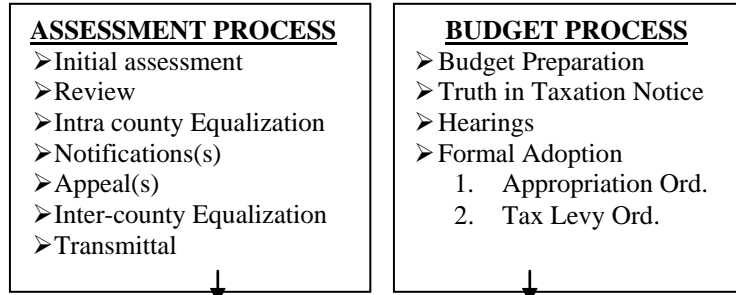 ASSESSMENT PROCESS
➢Initial assessment
➢Review
➢Intra county Equalization
➢Notifications(s)
➢Appeal(s)
➢Inter-county Equalization
➢Transmittal
BUDGET PROCESS
➢Budget Preparation
➢Truth in Taxation Notice
➢Hearings
➢Formal Adoption
1. Appropriation Ord.
2. Tax Levy Ord.